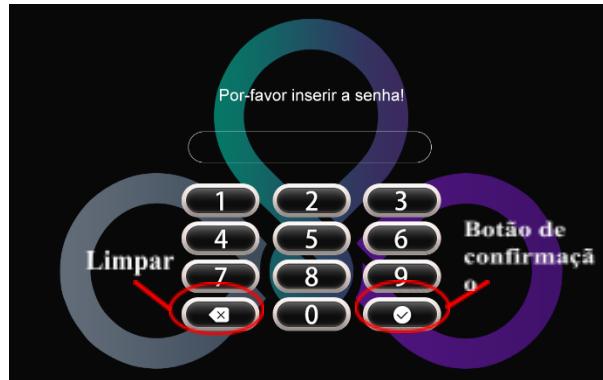 Por-favor inserir a senha!
1 2 3
4 5 6
7 8 9
0
Limpar
Botão de
confirmaçã
o